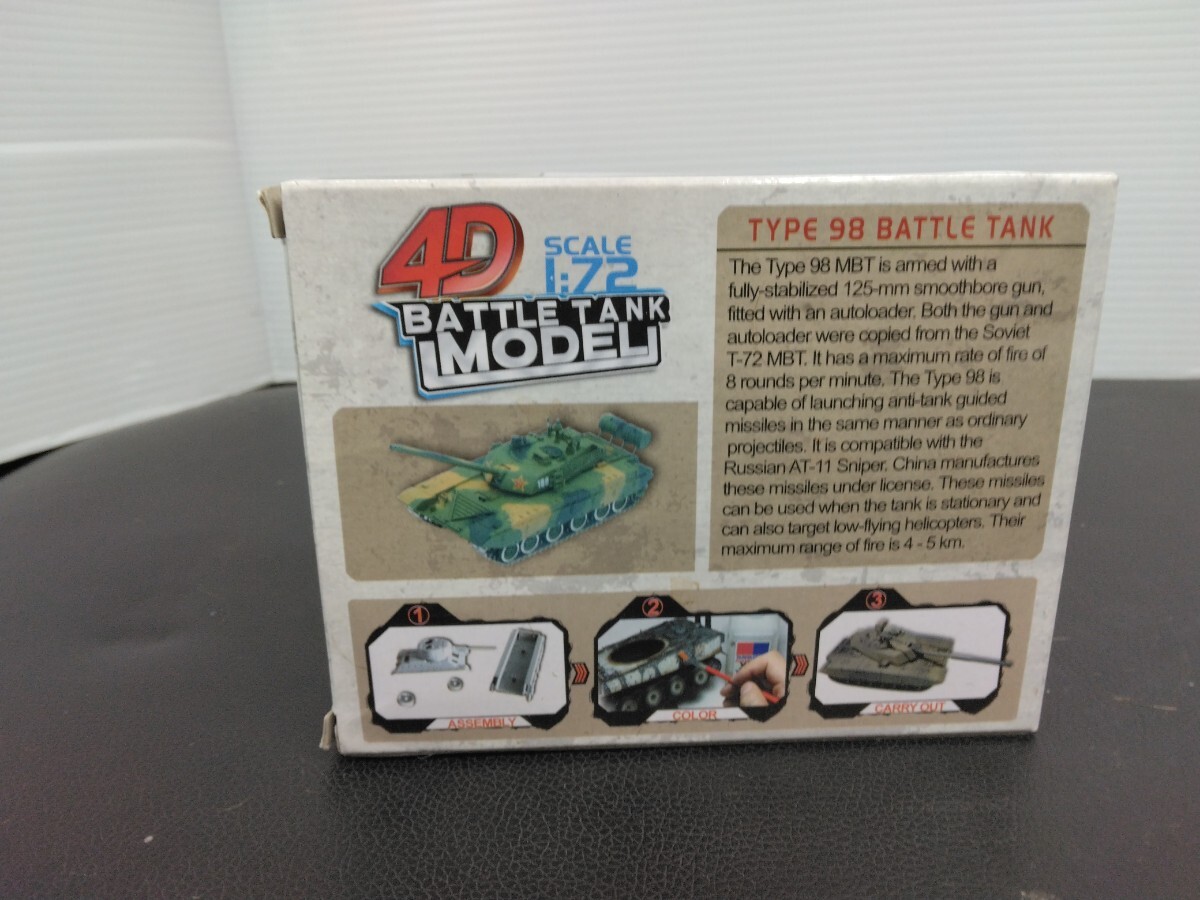 4D
SCALE
1:72
BATTLE TANK
MODEL
TYPE 98 BATTLE TANK
The Type 98 MBT is armed with a
fully-stabilized 125-mm smoothbore gun,
fitted with an autoloader. Both the gun and
autoloader were copied from the Soviet
T-72 MBT. It has a maximum rate of fire of
8 rounds per minute. The Type 98 is
capable of launching anti-tank guided
missiles in the same manner as ordinary
projectiles. It is compatible with the
Russian AT-11 Sniper. China manufactures
these missiles under license. These missiles
can be used when the tank is stationary and
can also target low-flying helicopters. Their
maximum range of fire is 4 - 5 km.
①
ASSEMBLY
②
COLOR
③
CARRY OUT